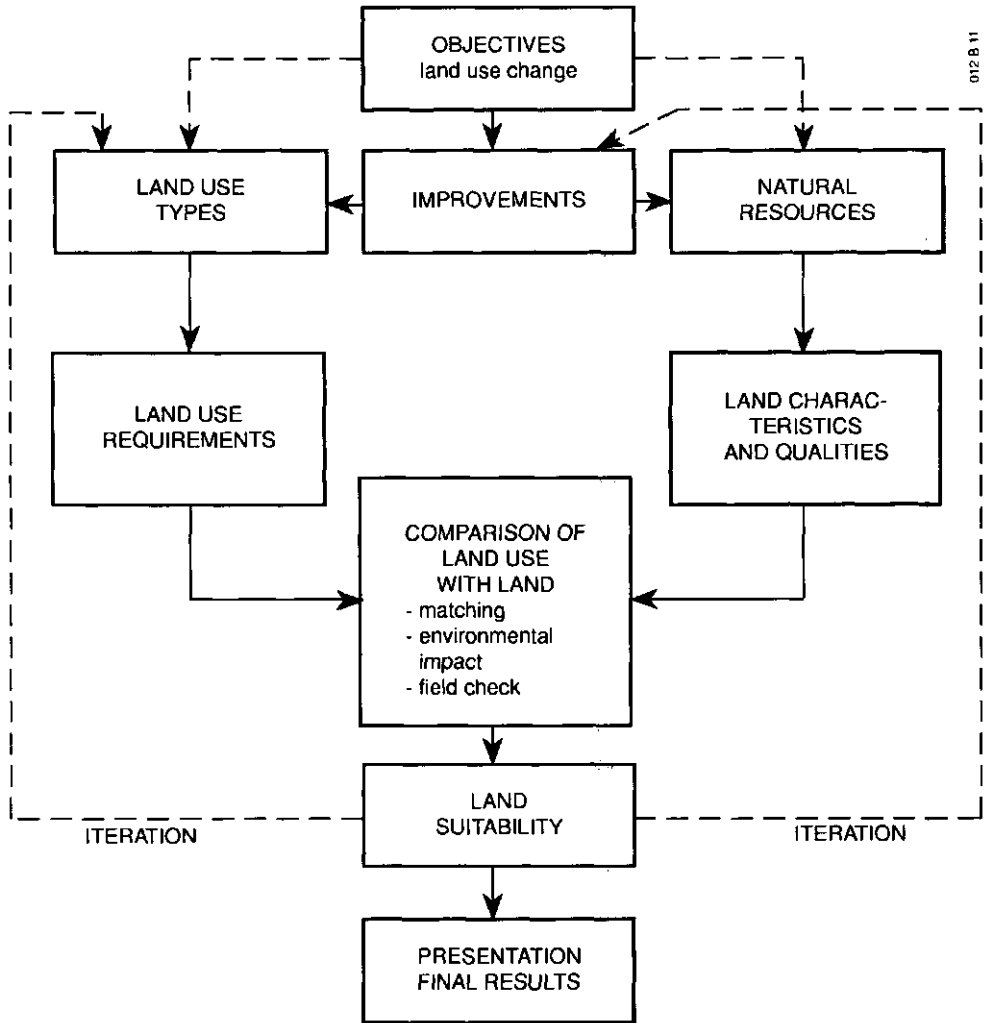 OBJECTIVES
land use change
012 B 11
LAND USE
TYPES
IMPROVEMENTS
NATURAL
RESOURCES
LAND USE
REQUIREMENTS
LAND CHARAC-
TERISTICS
AND QUALITIES
COMPARISON OF
LAND USE
WITH LAND
- matching
- environmental
impact
- field check
LAND
SUITABILITY
ITERATION
ITERATION
PRESENTATION
FINAL RESULTS